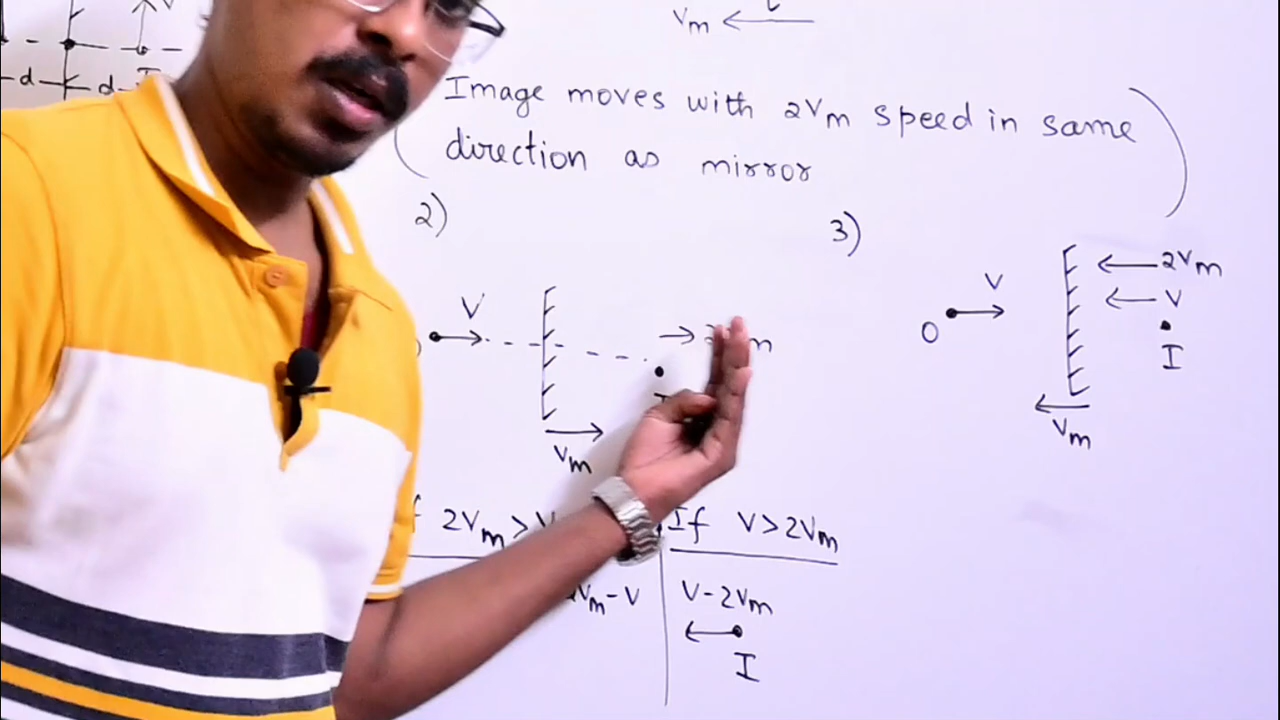 V
d d
I
Vm
Image moves with 2Vm speed in same
direction as mirror
2)
V
m
I
Vm
2Vm > V
2Vm-V
If V>2Vm
V-2Vm
I
3)
V
O
2Vm
V
I
Vm